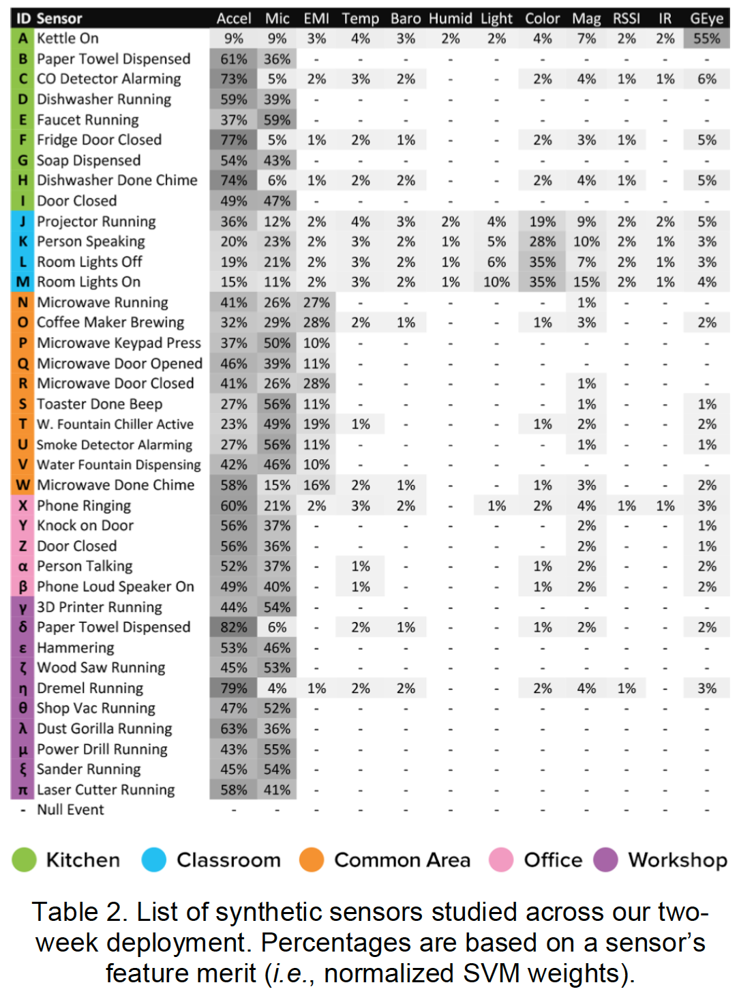 ID Sensor Accel Mic EMI Temp Baro Humid Light Color Mag RSSI IR GEye
A Kettle On 9% 9% 3% 4% 3% 2% 2% 4% 7% 2% 2% 55%
B Paper Towel Dispensed 61% 36% - - - - - - - - - -
C CO Detector Alarming 73% 5% 2% 3% 2% - - 2% 4% 1% 1% 6%
D Dishwasher Running 59% 39% - - - - - - - - - -
E Faucet Running 37% 59% - - - - - - - - - -
F Fridge Door Closed 77% 5% 1% 2% 1% - - 2% 3% 1% - 5%
G Soap Dispensed 54% 43% - - - - - - - - - -
H Dishwasher Done Chime 74% 6% 1% 2% 2% - - 2% 4% 1% - 5%
I Door Closed 49% 47% - - - - - - - - - -
J Projector Running 36% 12% 2% 4% 3% 2% 4% 19% 9% 2% 2% 5%
K Person Speaking 20% 23% 2% 3% 2% 1% 5% 28% 10% 2% 1% 3%
L Room Lights Off 19% 21% 2% 3% 2% 1% 6% 35% 7% 2% 1% 3%
M Room Lights On 15% 11% 2% 3% 2% 1% 10% 35% 15% 2% 1% 4%
N Microwave Running 41% 26% 27% - - - - - 1% - - -
O Coffee Maker Brewing 32% 29% 28% 2% 1% - - 1% 3% - - 2%
P Microwave Keypad Press 37% 50% 10% - - - - - - - - -
Q Microwave Door Opened 46% 39% 11% - - - - - - - - -
R Microwave Door Closed 41% 26% 28% - - - - - 1% - - -
S Toaster Done Beep 27% 56% 11% - - - - - 1% - - 1%
T W. Fountain Chiller Active 23% 49% 19% 1% - - - 1% 2% - - 2%
U Smoke Detector Alarming 27% 56% 11% - - - - - 1% - - 1%
V Water Fountain Dispensing 42% 46% 10% - - - - - - - - -
W Microwave Done Chime 58% 15% 16% 2% 1% - - 1% 3% - - 2%
X Phone Ringing 60% 21% 2% 3% 2% - 1% 2% 4% 1% 1% 3%
Y Knock on Door 56% 37% - - - - - - 2% - - 1%
Z Door Closed 56% 36% - - - - - - 2% - - 1%
α Person Talking 52% 37% - 1% - - - 1% 2% - - 2%
β Phone Loud Speaker On 49% 40% - 1% - - - 1% 2% - - 2%
γ 3D Printer Running 44% 54% - - - - - - - - - -
δ Paper Towel Dispensed 82% 6% - 2% 1% - - 1% 2% - - 2%
ε Hammering 53% 46% - - - - - - - - - -
ζ Wood Saw Running 45% 53% - - - - - - - - - -
η Dremel Running 79% 4% 1% 2% 2% - - 2% 4% 1% - 3%
θ Shop Vac Running 47% 52% - - - - - - - - - -
λ Dust Gorilla Running 63% 36% - - - - - - - - - -
μ Power Drill Running 43% 55% - - - - - - - - - -
ξ Sander Running 45% 54% - - - - - - - - - -
π Laser Cutter Running 58% 41% - - - - - - - - - -
- Null Event - - - - - - - - - - - -
Kitchen Classroom Common Area Office Workshop
Table 2. List of synthetic sensors studied across our two-
week deployment. Percentages are based on a sensor’s
feature merit (i.e., normalized SVM weights).